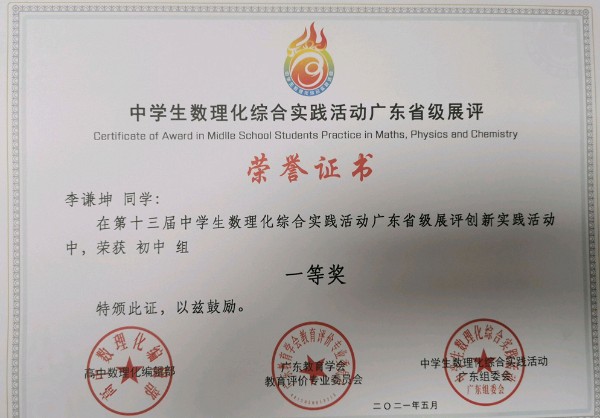 中学生数理化综合实践活动广东省级展评
Certificate of Award in Midlle School Students Practice in Maths, Physics and Chemistry
荣誉证书
李谦坤 同学：
在第十三届中学生数理化综合实践活动广东省级展评创新实践活动
中，荣获 初中 组
一等奖
特颁此证，以兹鼓励。
高中数理化编辑部
广东教育学会
教育评价专业委员会
中学生数理化综合实践活动
广东组委会
广东组委会
二〇二一年五月